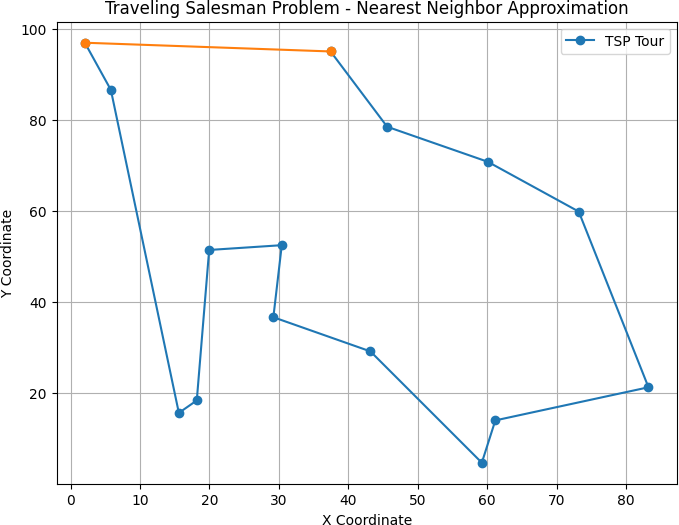 Traveling Salesman Problem - Nearest Neighbor Approximation
TSP Tour
Y Coordinate
100
80
60
40
20
0 10 20 30 40 50 60 70 80
X Coordinate